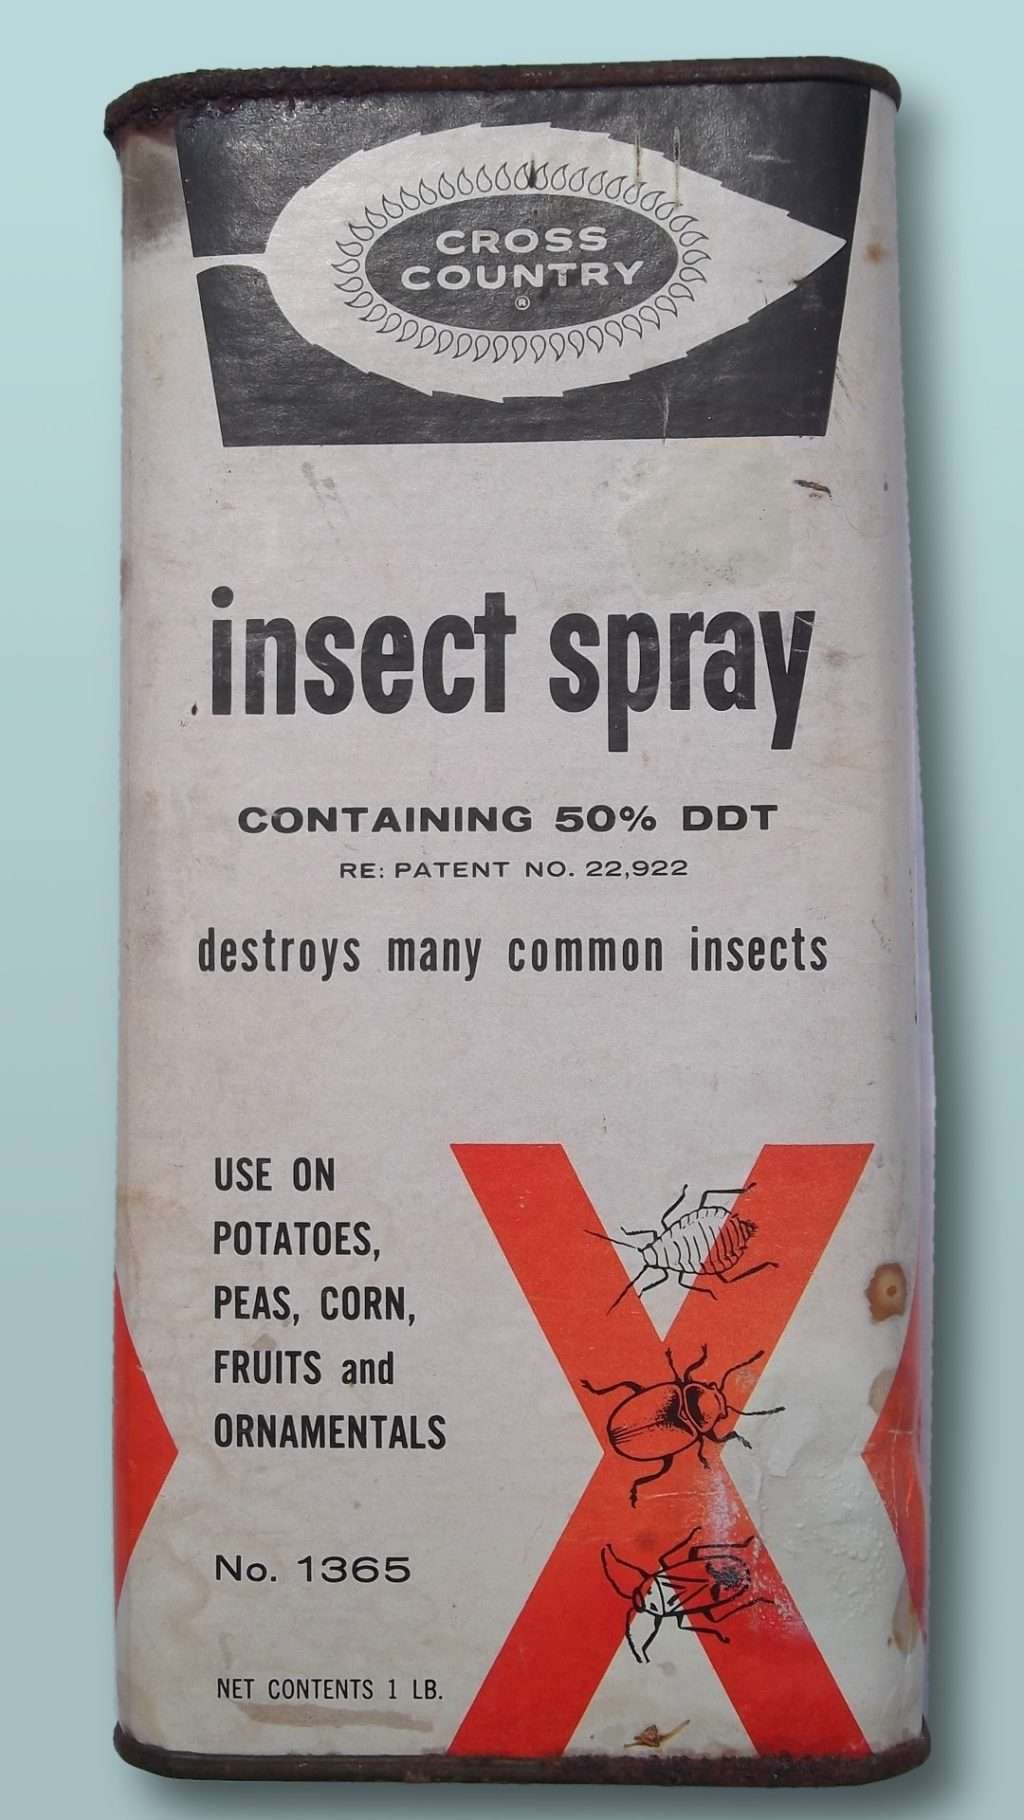 CROSS
COUNTRY
®
insect spray
CONTAINING 50% DDT
RE: PATENT NO. 22,922
destroys many common insects
USE ON
POTATOES,
PEAS, CORN,
FRUITS and
ORNAMENTALS
No. 1365
NET CONTENTS 1 LB.